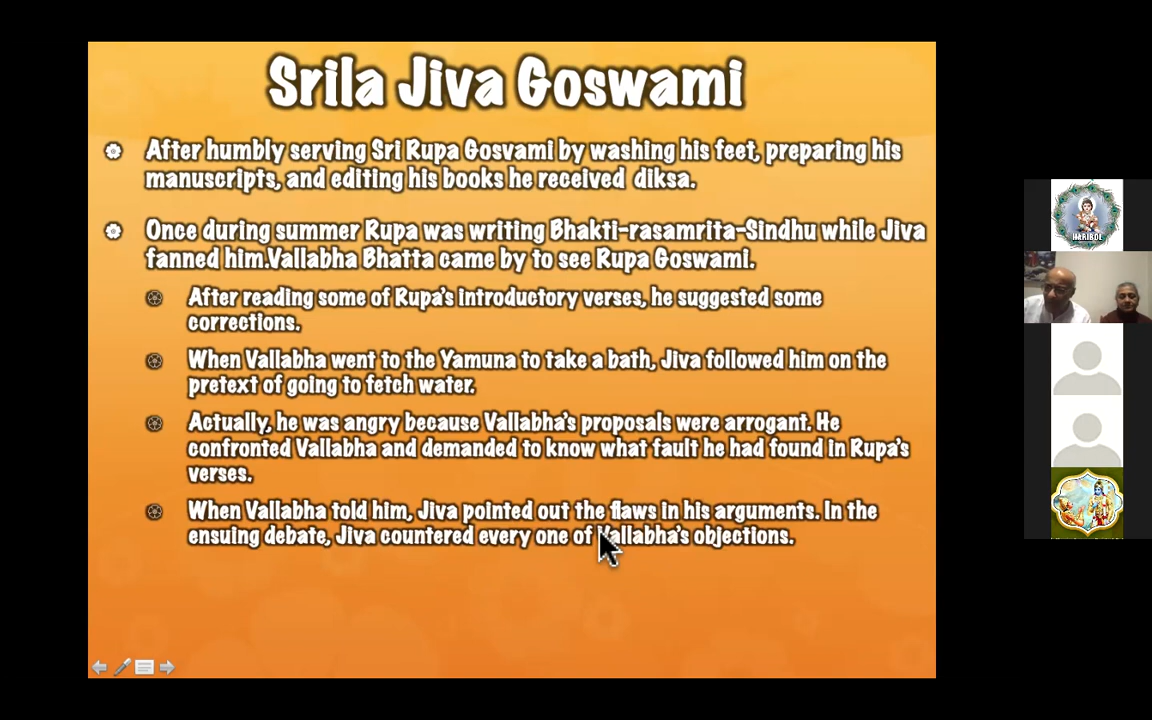 Srila Jiva Goswami
After humbly serving Sri Rupa Gosvami by washing his feet, preparing his
manuscripts, and editing his books he received diksa.
Once during summer Rupa was writing Bhakti-rasamrita-Sindhu while Jiva
fanned him.Vallabha Bhatta came by to see Rupa Goswami.
After reading some of Rupa's introductory verses, he suggested some
corrections.
When Vallabha went to the Yamuna to take a bath, Jiva followed him on the
pretext of going to fetch water.
Actually, he was angry because Vallabha's proposals were arrogant. He
confronted Vallabha and demanded to know what fault he had found in Rupa's
verses.
When Vallabha told him, Jiva pointed out the flaws in his arguments. In the
ensuing debate, Jiva countered every one of Vallabha's objections.
HARIBOL